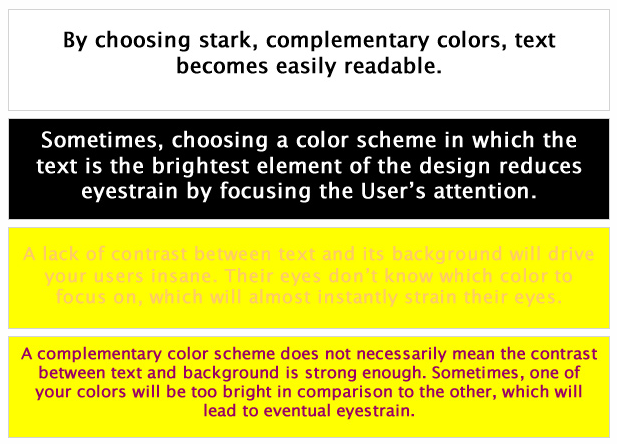 By choosing stark, complementary colors, text
becomes easily readable.
Sometimes, choosing a color scheme in which the
text is the brightest element of the design reduces
eyestrain by focusing the User’s attention.
A lack of contrast between text and its background will drive
your users insane. Their eyes don’t know which color to
focus on, which will almost instantly strain their eyes.
A complementary color scheme does not necessarily mean the contrast
between text and background is strong enough. Sometimes, one of
your colors will be too bright in comparison to the other, which will
lead to eventual eyestrain.